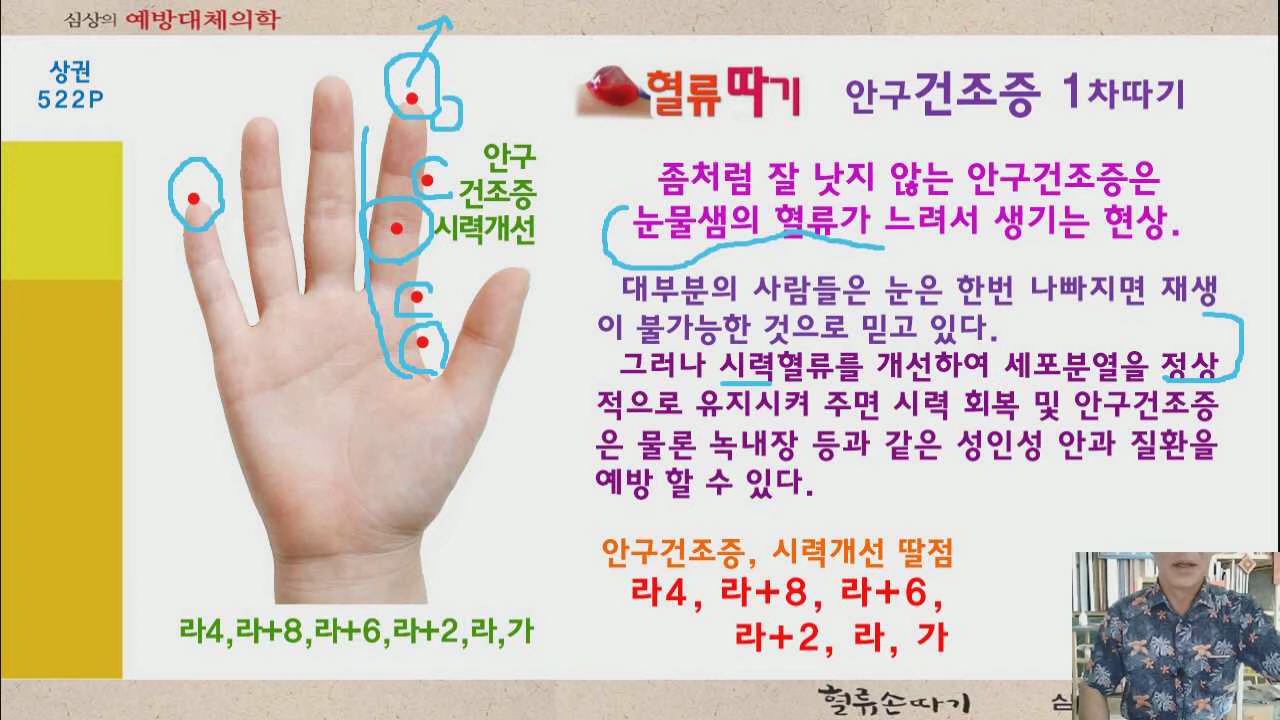 심상의 예방대체의학
상권
522P
안구
건조증
시력개선
라4,라+8,라+6,라+2,라,가
혈류따기 안구건조증 1차따기
좀처럼 잘 낫지 않는 안구건조증은
눈물샘의 혈류가 느려서 생기는 현상.
대부분의 사람들은 눈은 한번 나빠지면 재생
이 불가능한 것으로 믿고 있다.
그러나 시력혈류를 개선하여 세포분열을 정상
적으로 유지시켜 주면 시력 회복 및 안구건조증
은 물론 녹내장 등과 같은 성인성 안과 질환을
예방 할 수 있다.
안구건조증, 시력개선 딸점
라4, 라+8, 라+6,
라+2, 라, 가
혈류손따기